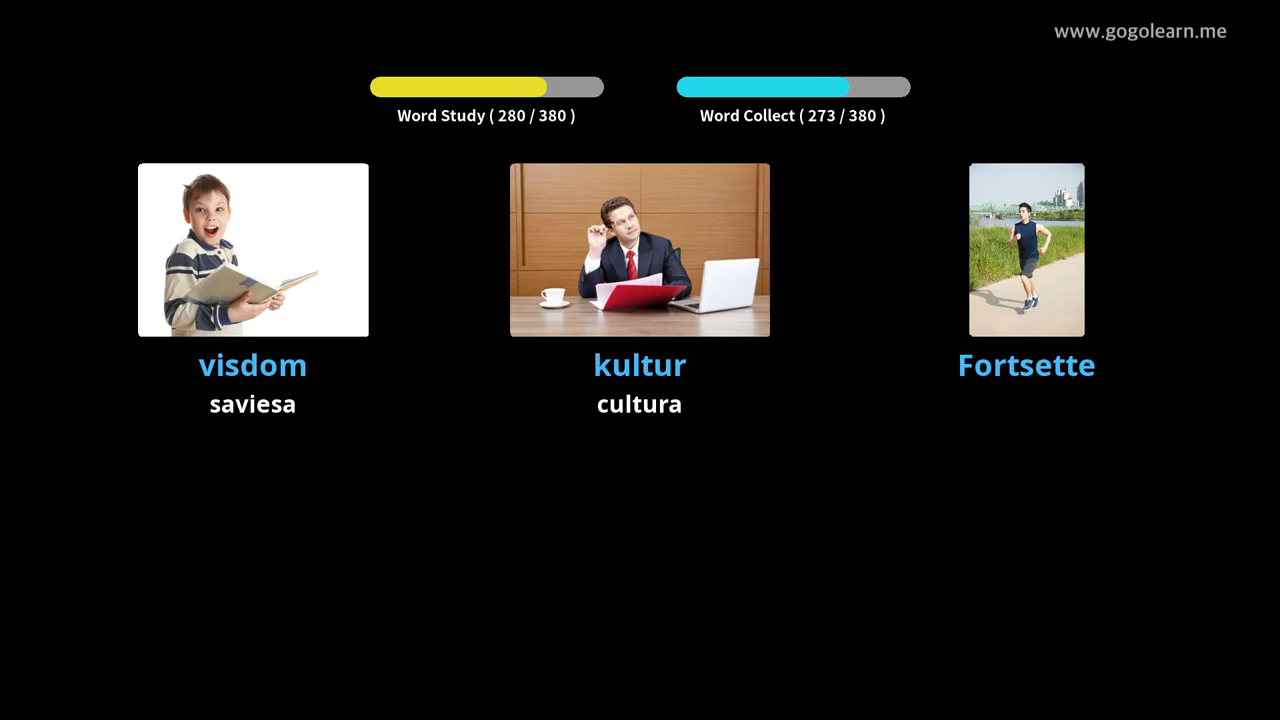 www.gogolearn.me
Word Study ( 280 / 380 )
Word Collect ( 273 / 380 )
visdom
kultur
Fortsette
saviesa
cultura